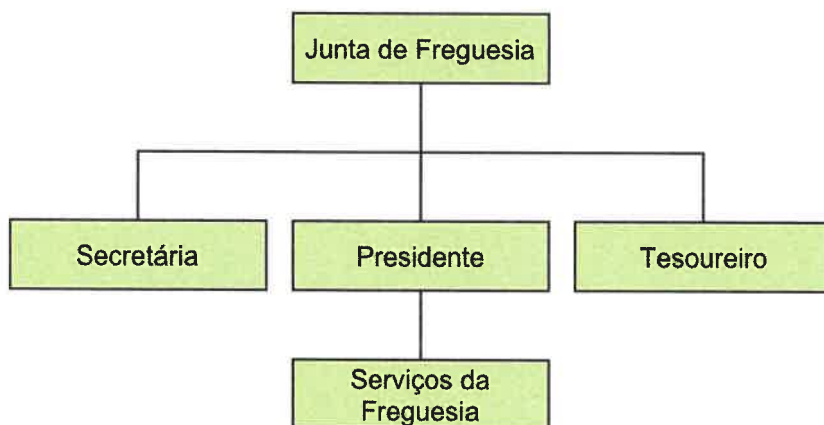 Junta de Freguesia
Secretária
Presidente
Tesoureiro
Serviços da
Freguesia